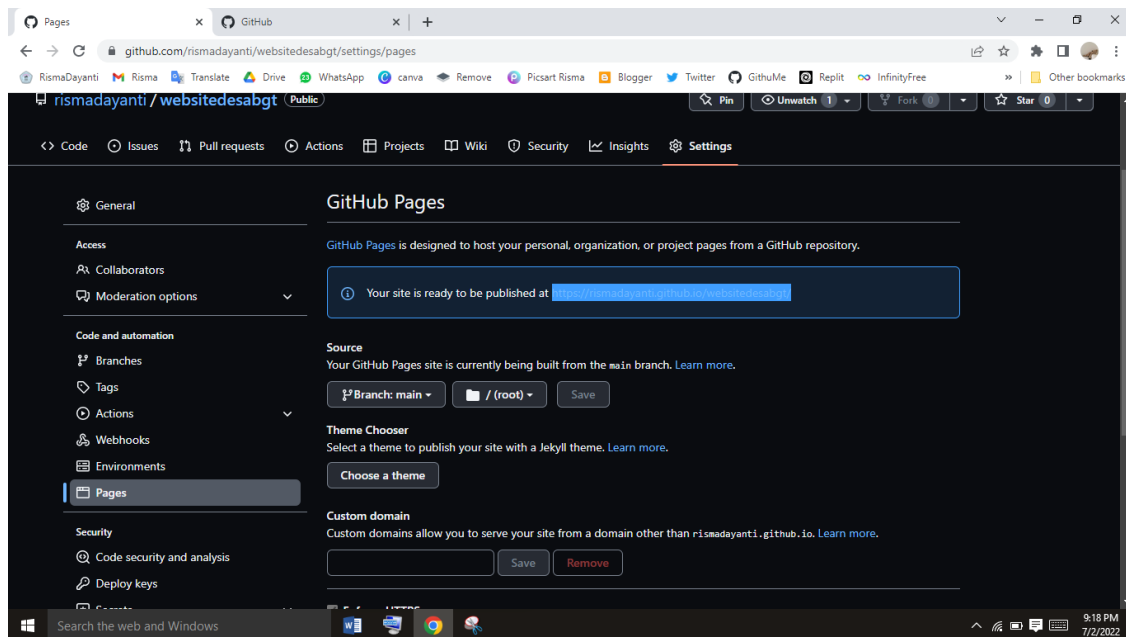 Pages
GitHub
github.com/rismadayanti/websitedesabgt/settings/pages
RismaDayanti Risma Translate Drive WhatsApp canva Remove Picsart Risma Blogger Twitter GithuMe Replit InfinityFree » Other bookmarks
rismadayanti / websitedesabgt Public
Pin Unwatch 1 Fork 0 Star 0
<> Code Issues Pull requests Actions Projects Wiki Security Insights Settings
General
Access
Collaborators
Moderation options
Code and automation
Branches
Tags
Actions
Webhooks
Environments
Pages
Security
Code security and analysis
Deploy keys
GitHub Pages
GitHub Pages is designed to host your personal, organization, or project pages from a GitHub repository.
Your site is ready to be published at https://rismadayanti.github.io/websitedesabgt/
Source
Your GitHub Pages site is currently being built from the main branch. Learn more.
Branch: main / (root) Save
Theme Chooser
Select a theme to publish your site with a Jekyll theme. Learn more.
Choose a theme
Custom domain
Custom domains allow you to serve your site from a domain other than rismadayanti.github.io. Learn more.
Save Remove
Search the web and Windows
9:18 PM
7/2/2022